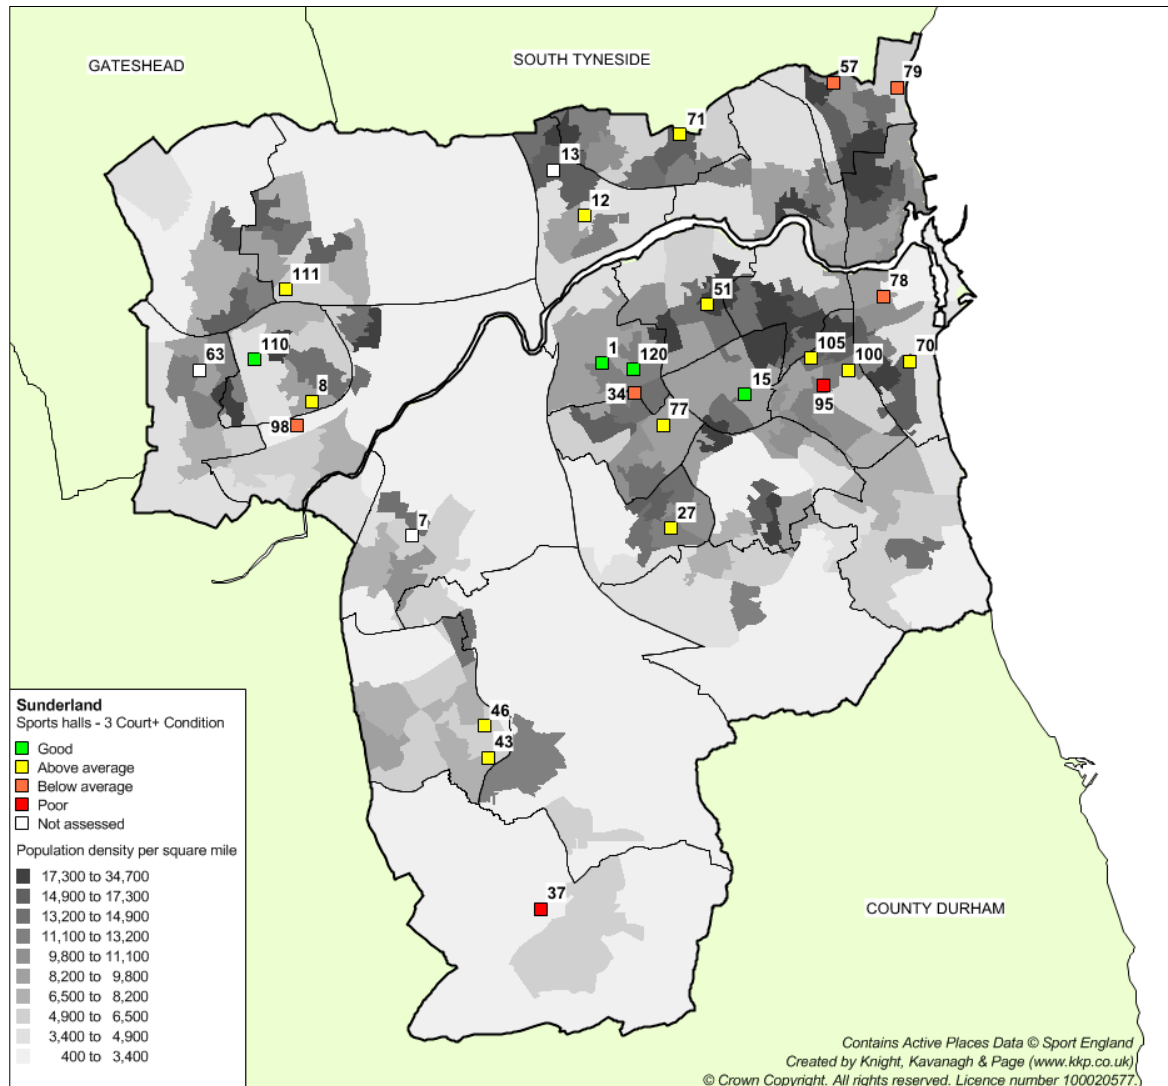 GATESHEAD
SOUTH TYNESIDE
57
79
71
13
12
111
78
51
63
110
1
120
105
100
70
8
34
15
95
98
77
7
27
46
43
37
COUNTY DURHAM
Sunderland
Sports halls - 3 Court+ Condition
Good
Above average
Below average
Poor
Not assessed
Population density per square mile
17,300 to 34,700
14,900 to 17,300
13,200 to 14,900
11,100 to 13,200
9,800 to 11,100
8,200 to 9,800
6,500 to 8,200
4,900 to 6,500
3,400 to 4,900
400 to 3,400
Contains Active Places Data © Sport England
Created by Knight, Kavanagh & Page (www.kkp.co.uk)
© Crown Copyright. All rights reserved. Licence number 100020577.